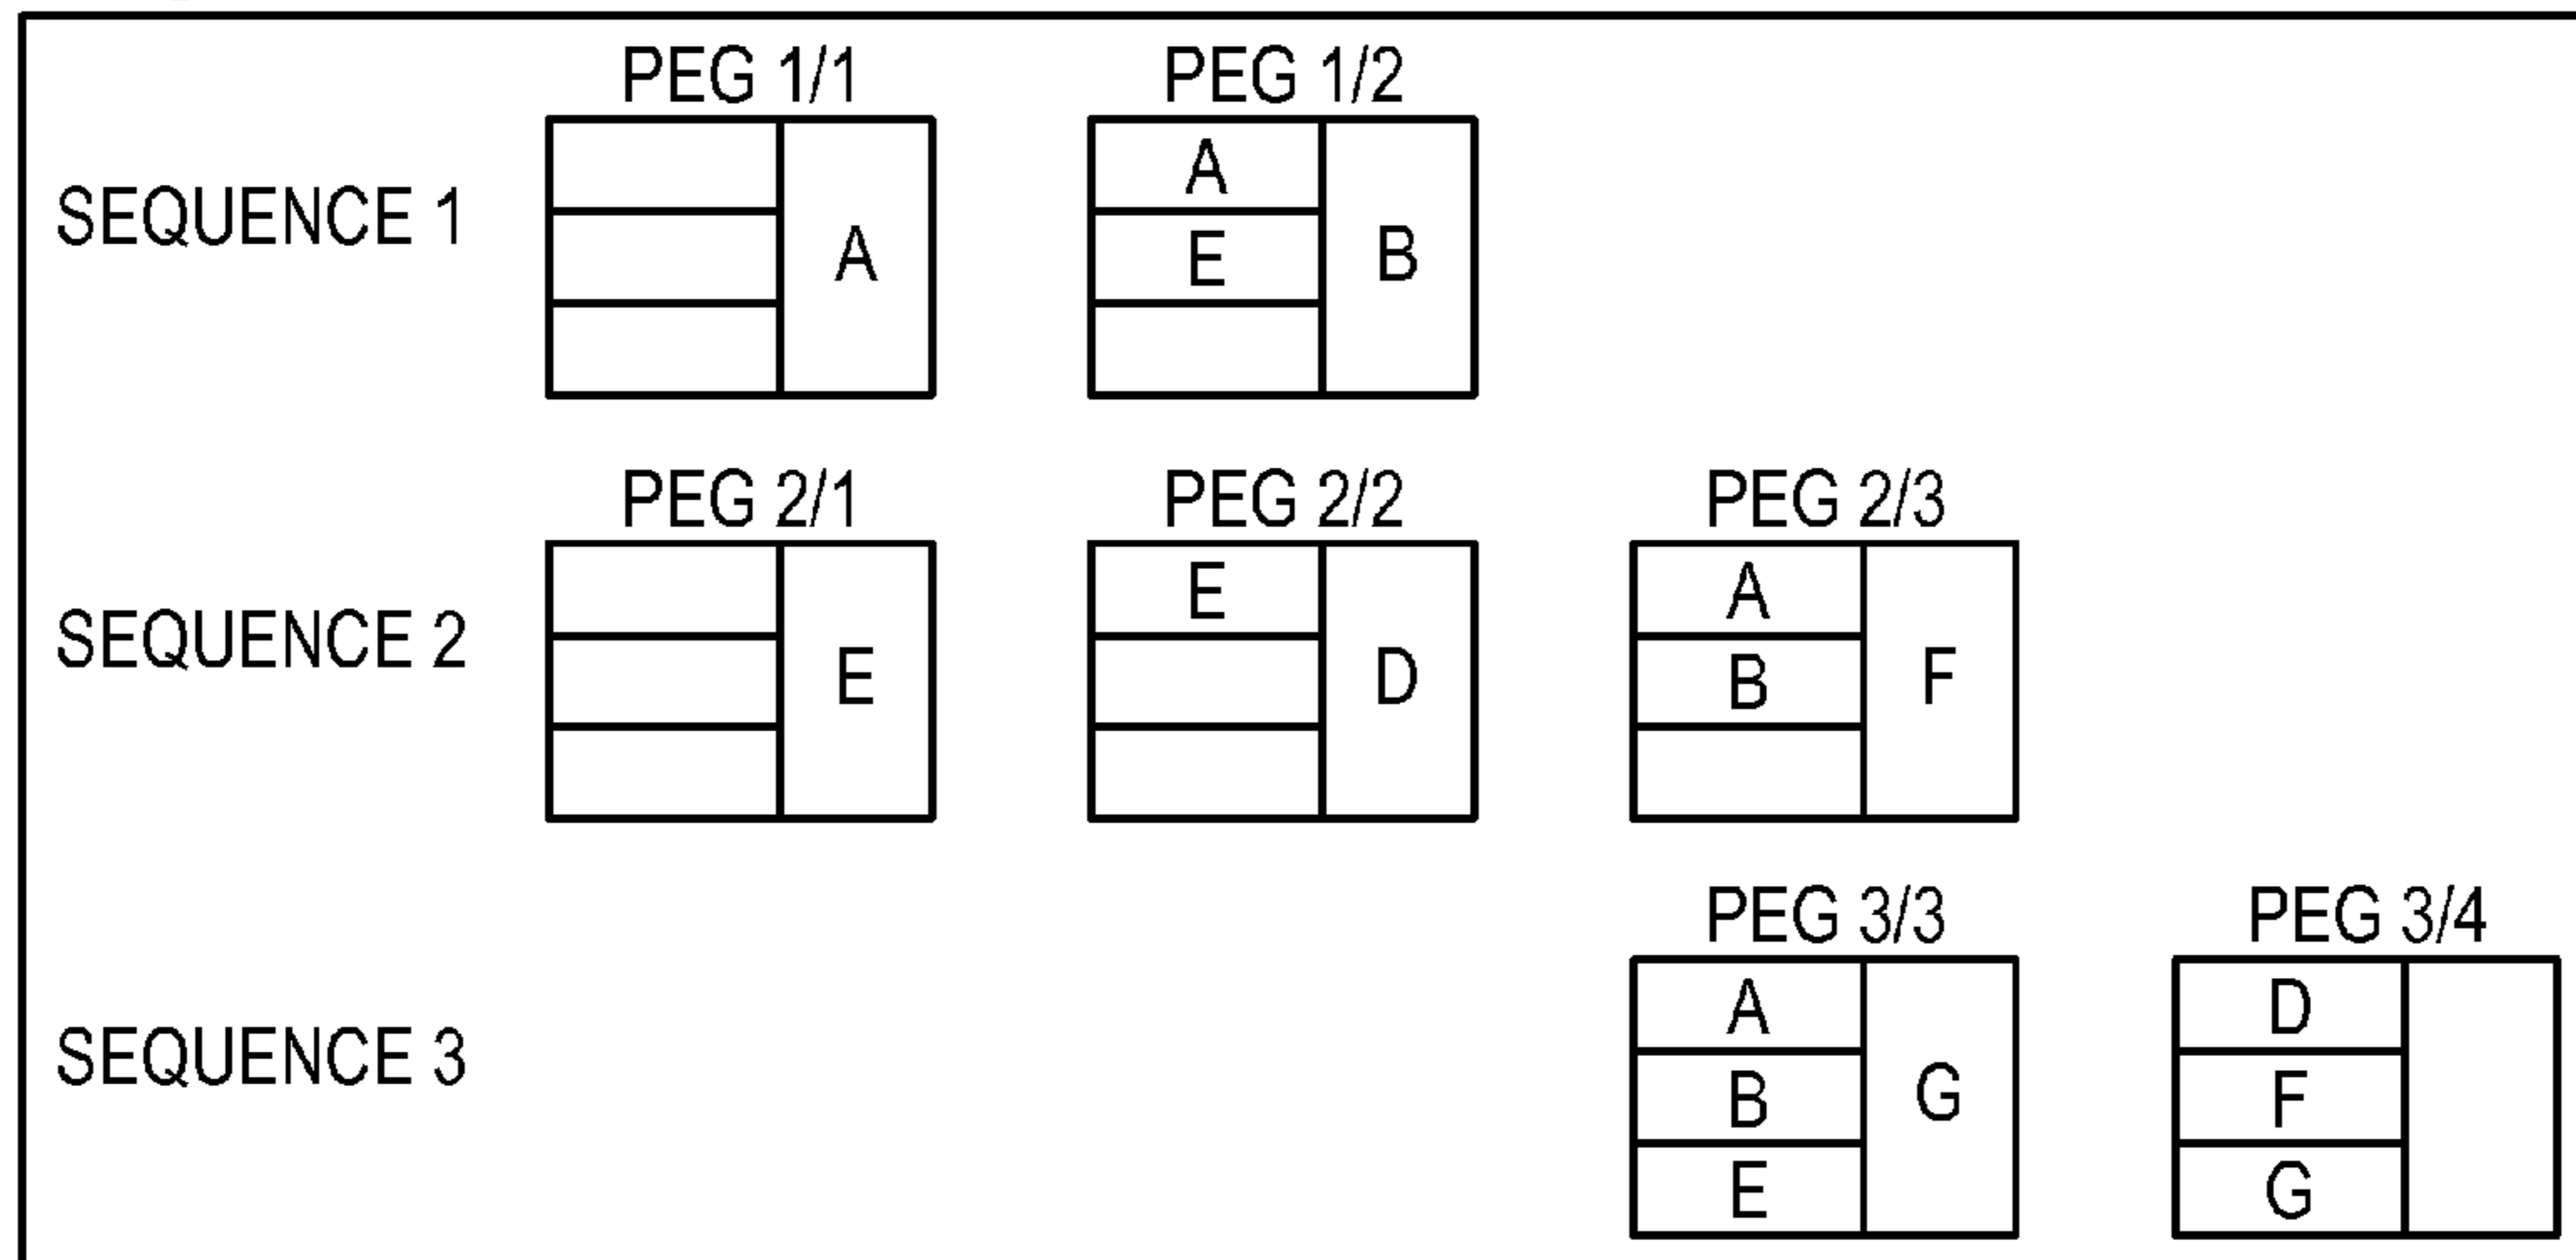 PEG 1/1 PEG 1/2
SEQUENCE 1
A
A
E
B
PEG 2/1 PEG 2/2 PEG 2/3
SEQUENCE 2
E
E
D
A
B
F
PEG 3/3 PEG 3/4
SEQUENCE 3
A
B
E
G
D
F
G